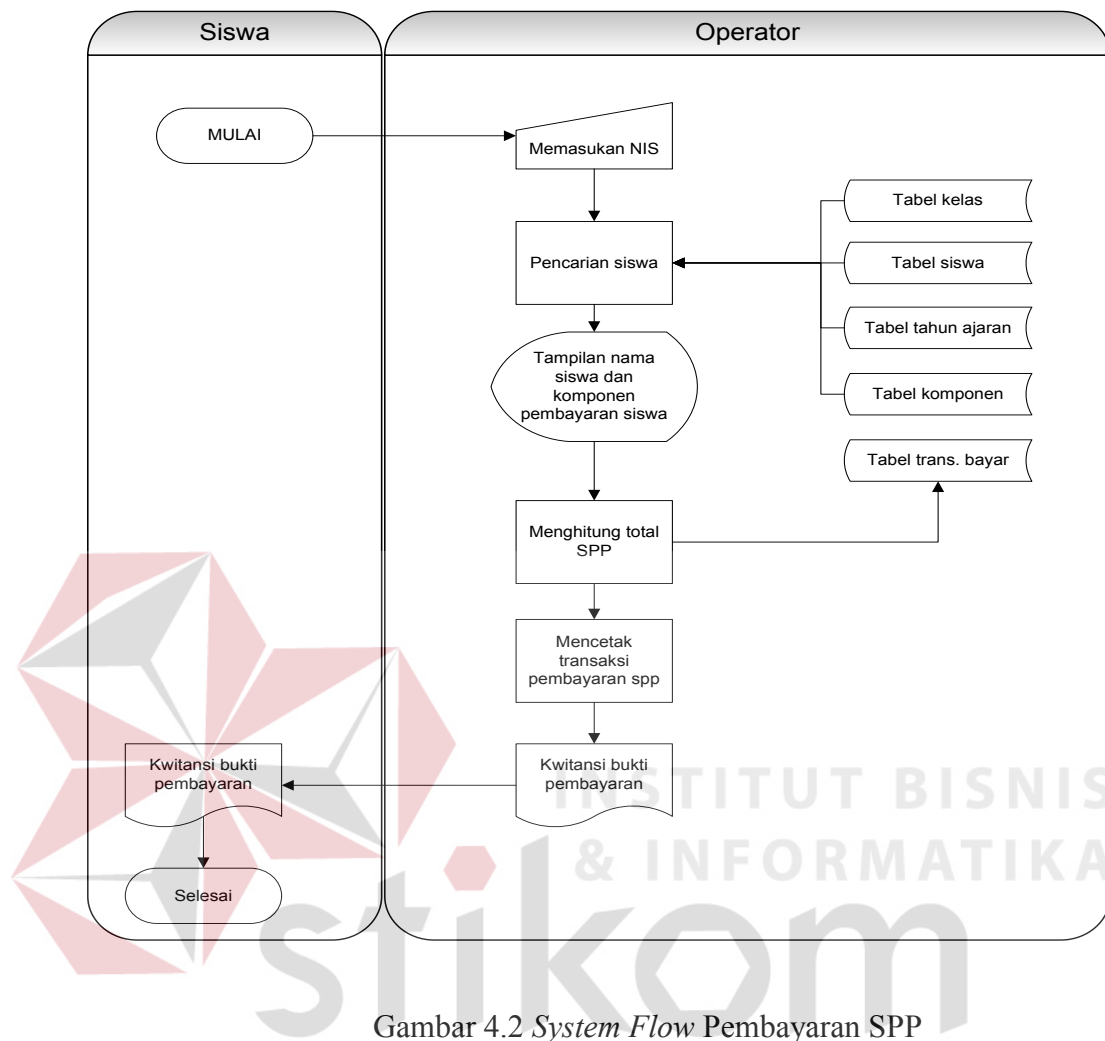 Siswa
Operator
MULAI
Memasukan NIS
Tabel kelas
Pencarian siswa
Tabel siswa
Tabel tahun ajaran
Tampilan nama
siswa dan
komponen
pembayaran siswa
Tabel komponen
Tabel trans. bayar
Menghitung total
SPP
Mencetak
transaksi
pembayaran spp
Kwitansi bukti
pembayaran
Kwitansi bukti
pembayaran
INSTITUT BISNIS
& INFORMATIKA
Selesai
stikom
Gambar 4.2 System Flow Pembayaran SPP